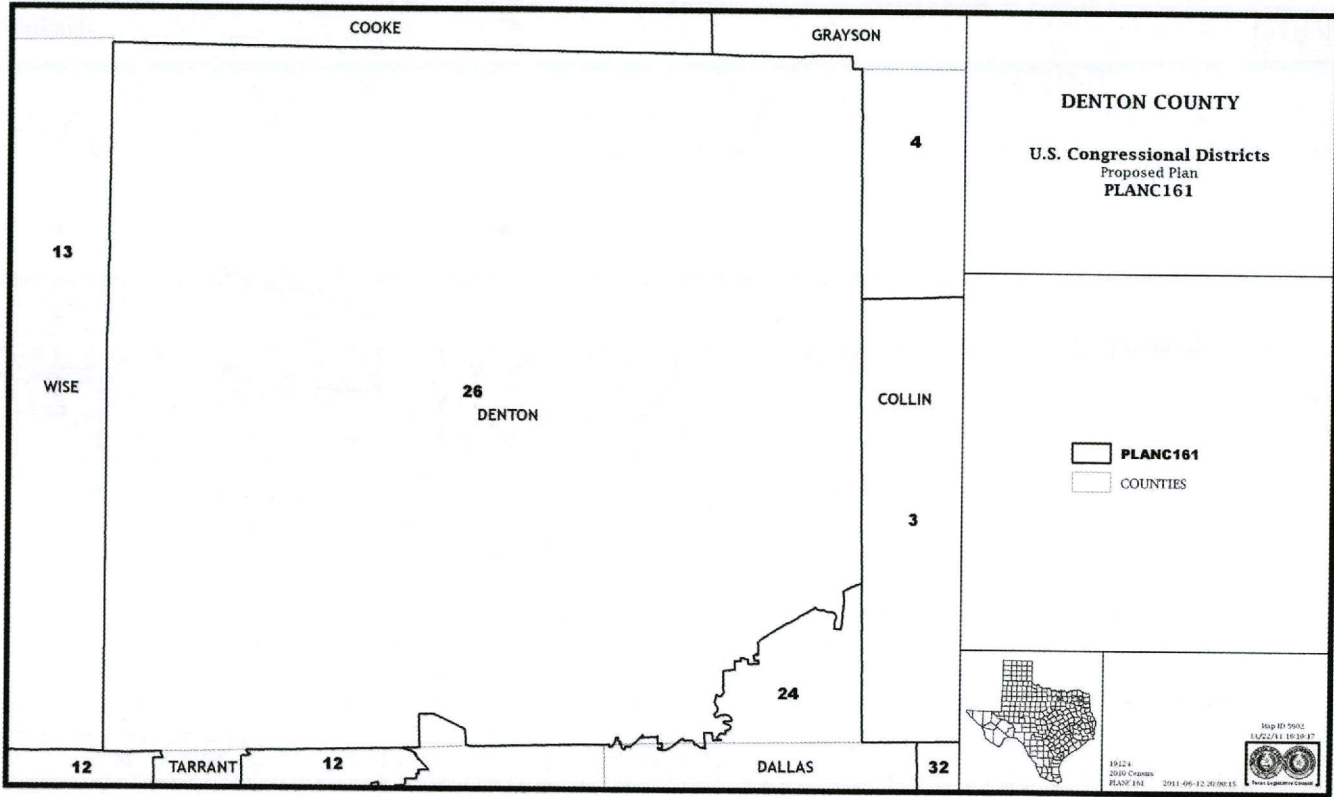 COOKE
GRAYSON
4
13
WISE
26
DENTON
COLLIN
3
24
12
TARRANT
12
DALLAS
32
DENTON COUNTY
U.S. Congressional Districts
Proposed Plan
PLANC161
PLANC161
COUNTIES
2010 Census
PLANC161
Texas Legislative Council